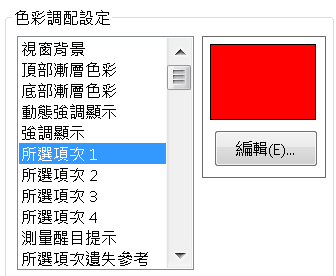 色彩調配設定
視窗背景
頂部漸層色彩
底部漸層色彩
動態強調顯示
強調顯示
所選項次 1
所選項次 2
所選項次 3
所選項次 4
測量醒目提示
所選項次遺失參考
編輯(E)...